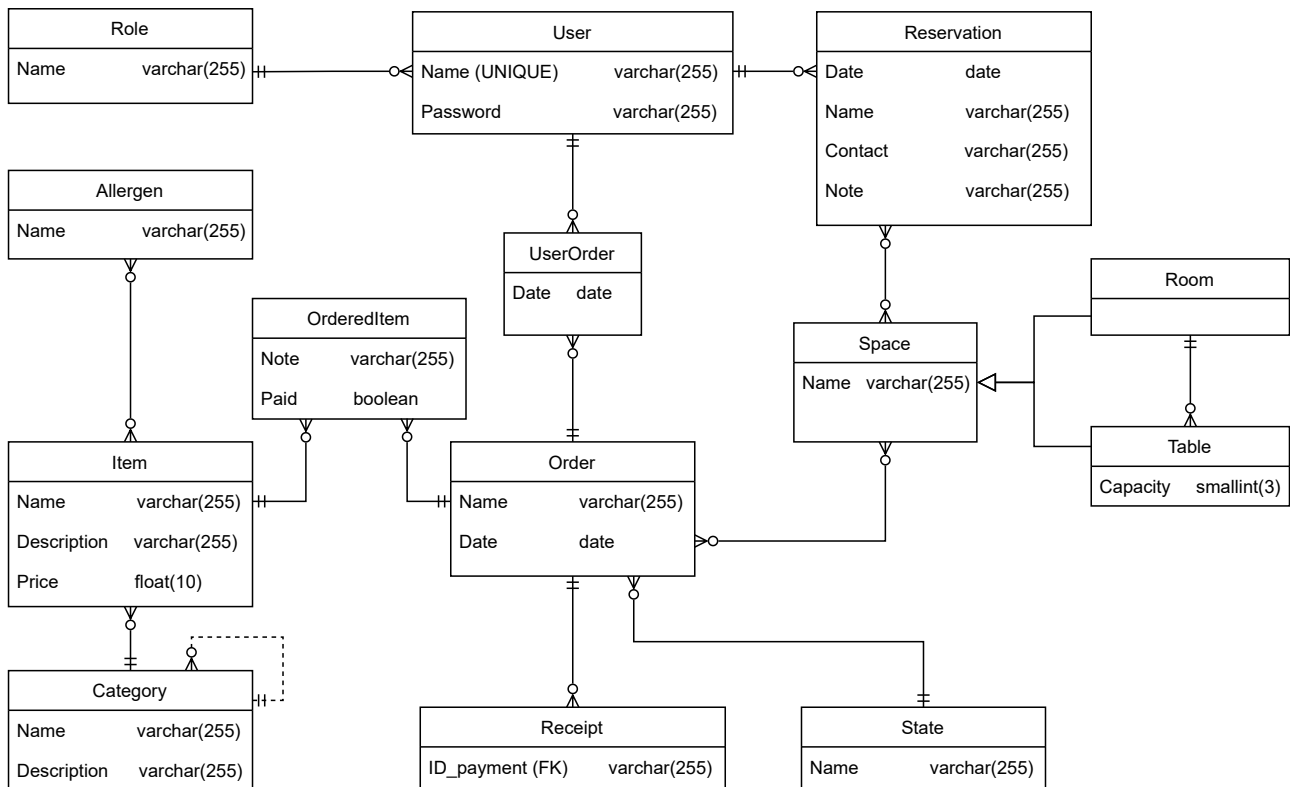 Role
Name varchar(255)
User
Name (UNIQUE) varchar(255)
Password varchar(255)
Reservation
Date date
Name varchar(255)
Contact varchar(255)
Note varchar(255)
Allergen
Name varchar(255)
UserOrder
Date date
OrderedItem
Note varchar(255)
Paid boolean
Room
Space
Name varchar(255)
Table
Capacity smallint(3)
Item
Name varchar(255)
Description varchar(255)
Price float(10)
Order
Name varchar(255)
Date date
Category
Name varchar(255)
Description varchar(255)
Receipt
ID_payment (FK) varchar(255)
State
Name varchar(255)